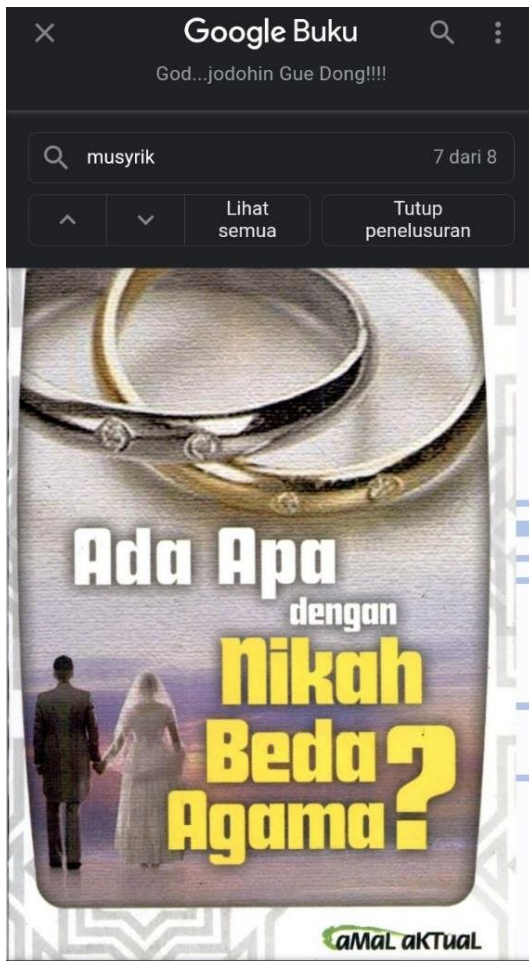 Google Buku
God...jodohin Gue Dong!!!!
musyrik 7 dari 8
Lihat semua
Tutup penelusuran
Ada Apa
dengan
Nikah
Beda
Agama?
aMaL aKTuaL